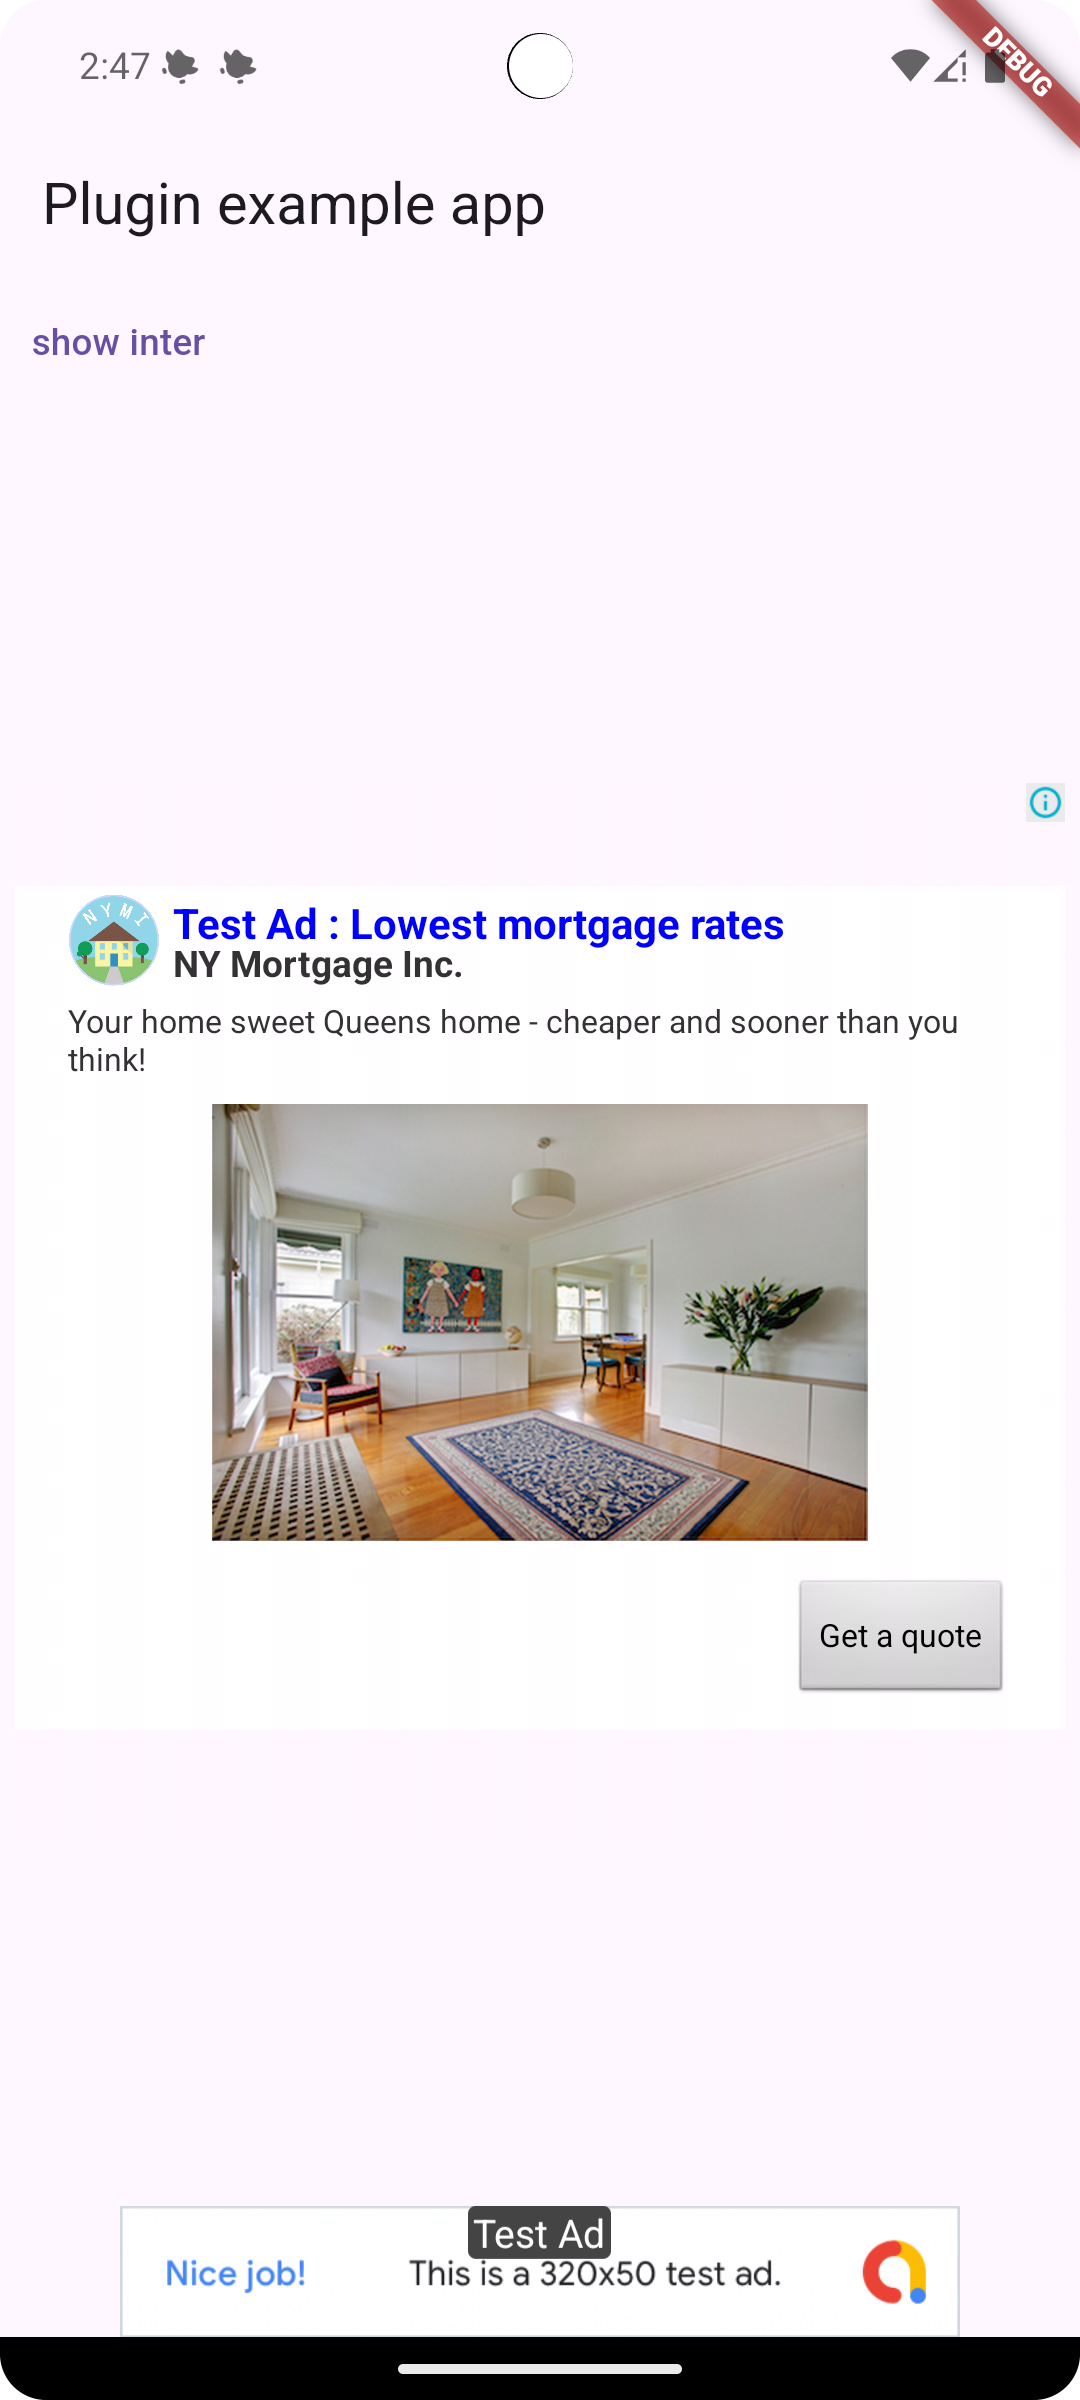 2:47
DEBUG
Plugin example app
show inter
NYMI
Test Ad : Lowest mortgage rates
NY Mortgage Inc.
Your home sweet Queens home - cheaper and sooner than you
think!
Get a quote
Test Ad
Nice job!
This is a 320x50 test ad.